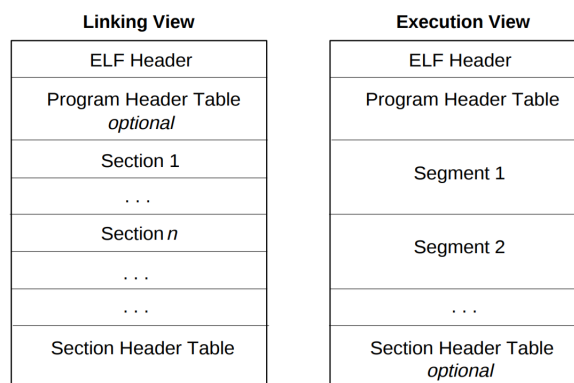 Linking View
ELF Header
Program Header Table
optional
Section 1
. . .
Section n
. . .
. . .
Section Header Table
Execution View
ELF Header
Program Header Table
Segment 1
Segment 2
. . .
Section Header Table
optional